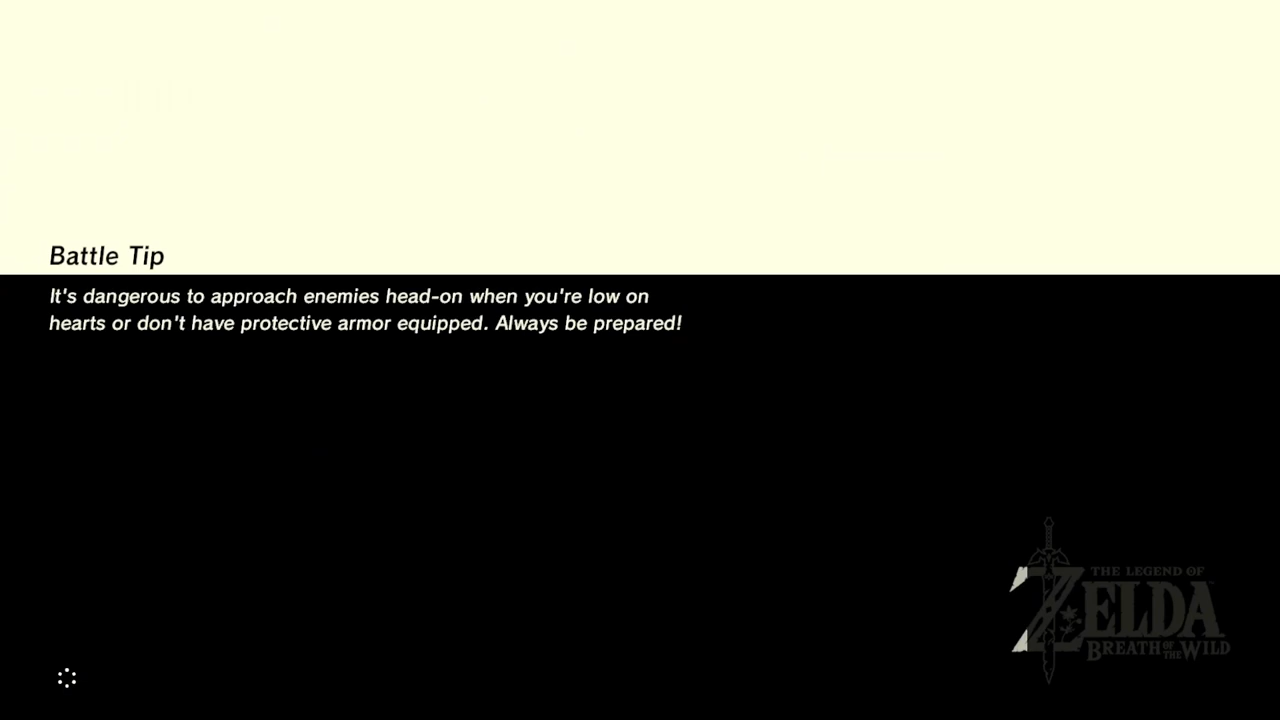 Battle Tip
It's dangerous to approach enemies head-on when you're low on
hearts or don't have protective armor equipped. Always be prepared!
THE LEGEND OF
ZELDA
BREATH OF THE WILD